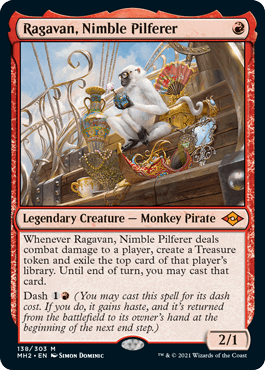 Ragavan, Nimble Pilferer
Legendary Creature — Monkey Pirate
Whenever Ragavan, Nimble Pilferer deals
combat damage to a player, create a Treasure
token and exile the top card of that player's
library. Until end of turn, you may cast that
card.
Dash 1 (You may cast this spell for its dash
cost. If you do, it gains haste, and it's returned
from the battlefield to its owner's hand at the
beginning of the next end step.)
2/1
138/303 M
MH2 • EN SIMON DOMINIC
™ & © 2021 Wizards of the Coast